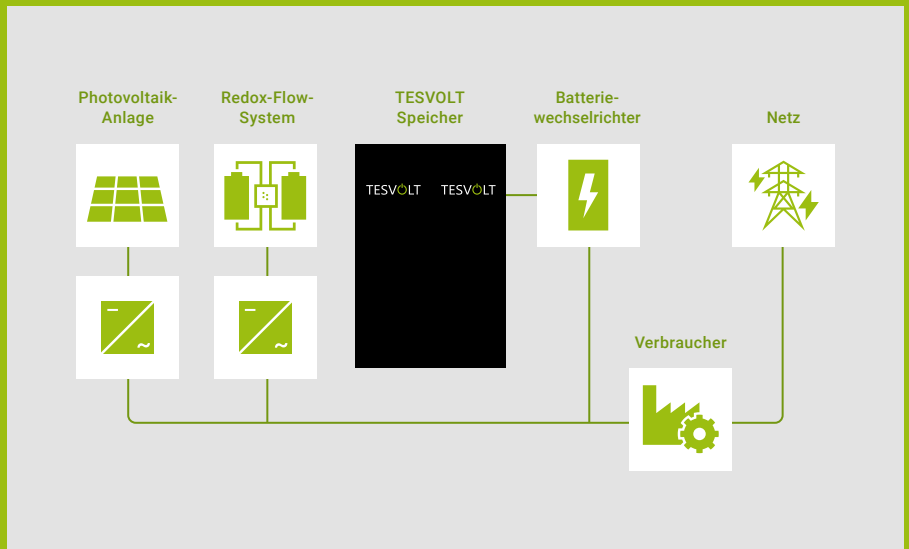 Photovoltaik-
Anlage
Redox-Flow-
System
TESVOLT
Speicher
Batterie-
wechselrichter
Netz
TESVOLT TESVOLT
Verbraucher